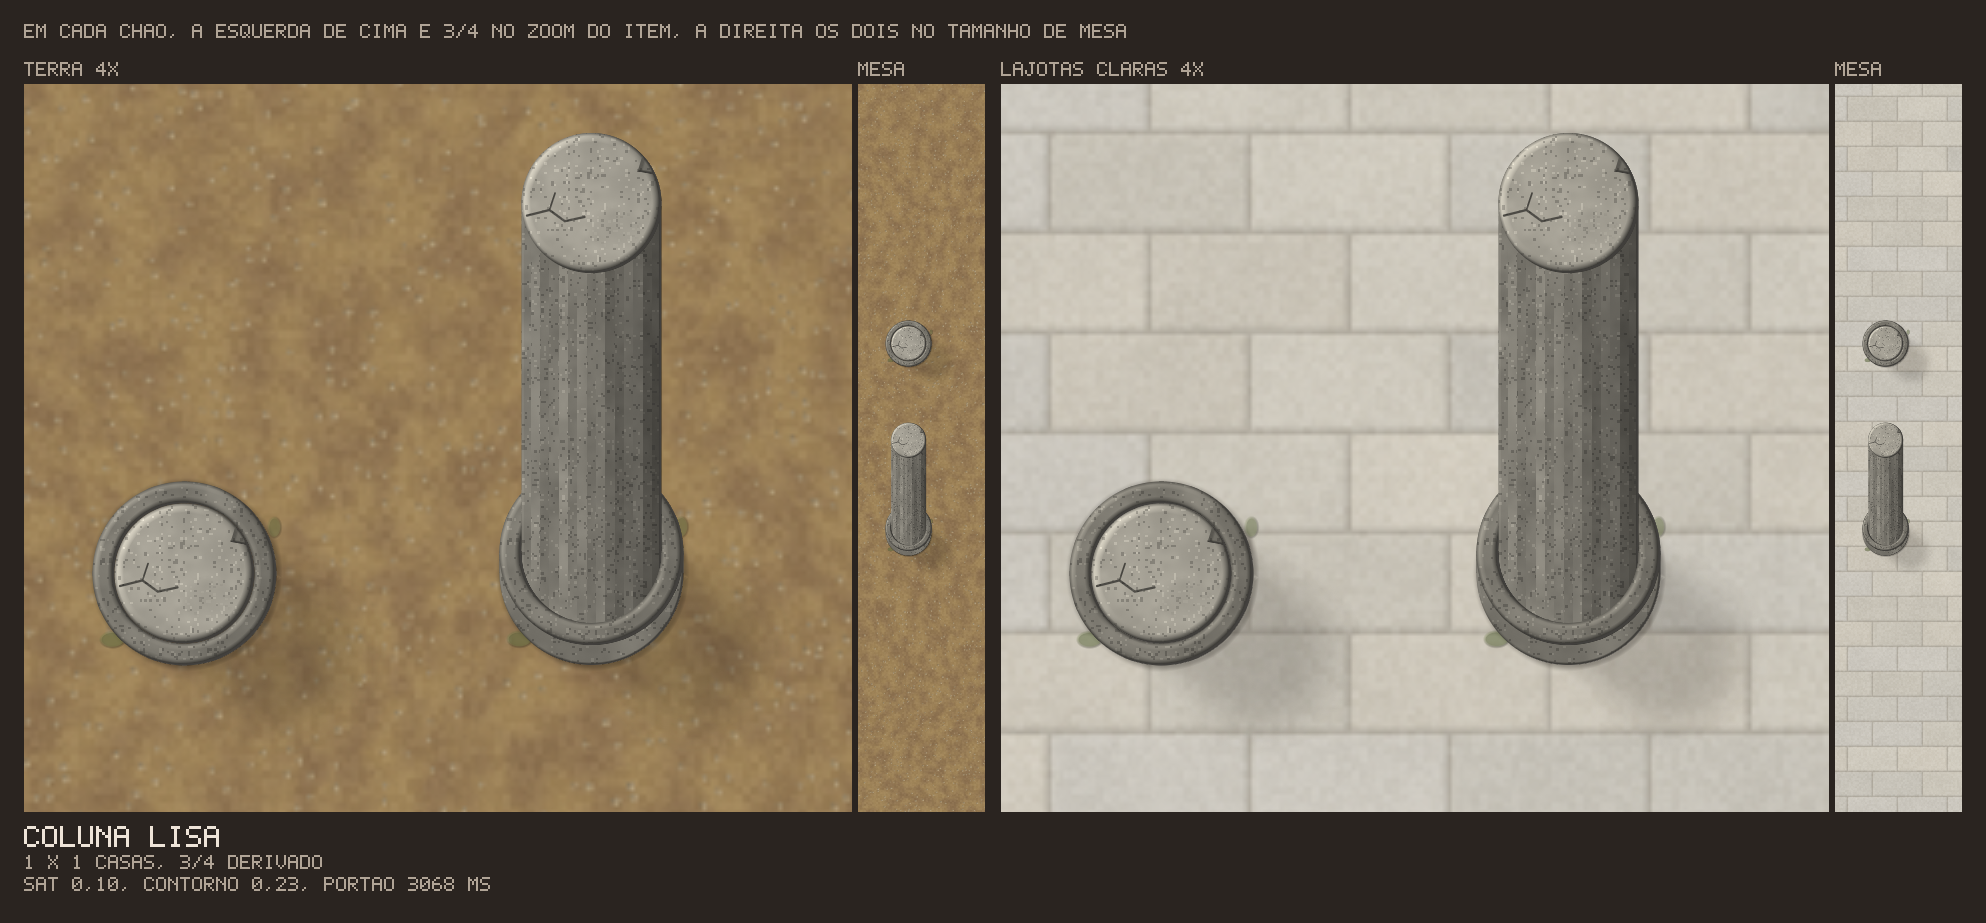 EM CADA CHAO, A ESQUERDA DE CIMA E 3/4 NO ZOOM DO ITEM, A DIREITA OS DOIS NO TAMANHO DE MESA
TERRA 4X
MESA
LAJOTAS CLARAS 4X
MESA
COLUNA LISA
1 X 1 CASAS, 3/4 DERIVADO
SAT 0,10, CONTORNO 0,23, PORTAO 3068 MS